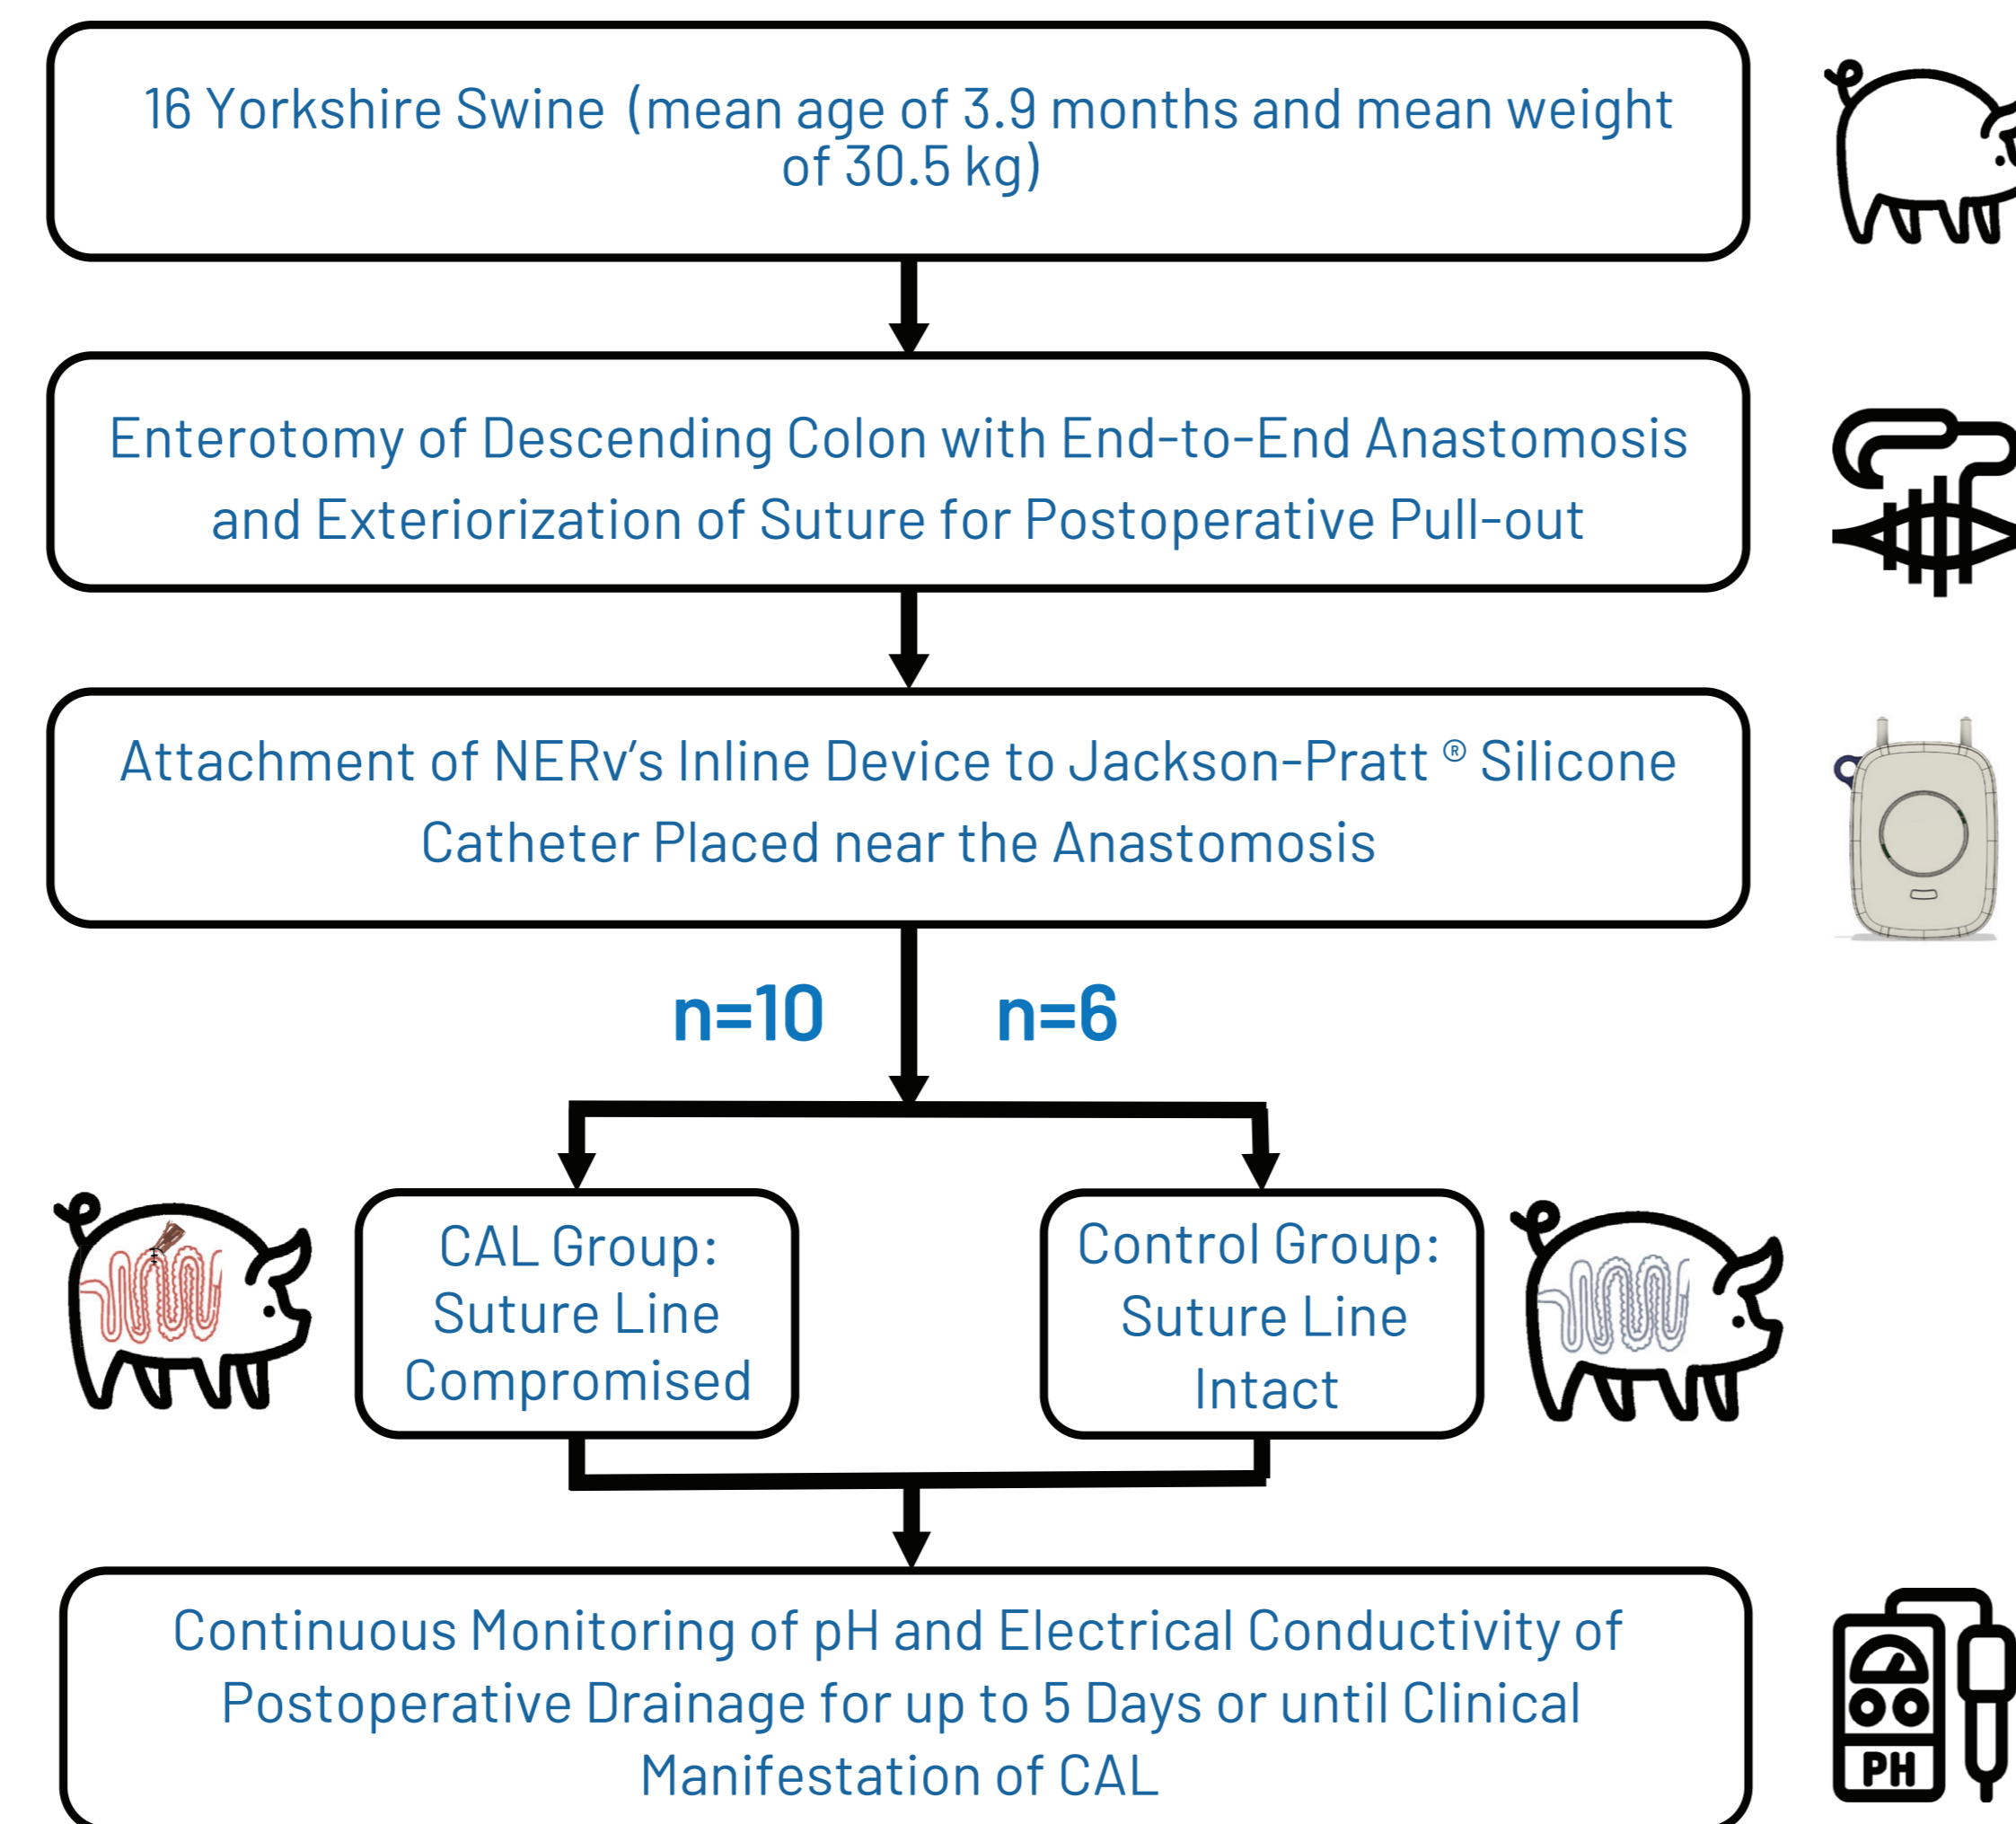 16 Yorkshire Swine (mean age of 3.9 months and mean weight
of 30.5 kg)
Enterotomy of Descending Colon with End-to-End Anastomosis
and Exteriorization of Suture for Postoperative Pull-out
Attachment of NERv’s Inline Device to Jackson-Pratt ® Silicone
Catheter Placed near the Anastomosis
n=10
n=6
CAL Group:
Suture Line
Compromised
Control Group:
Suture Line
Intact
Continuous Monitoring of pH and Electrical Conductivity of
Postoperative Drainage for up to 5 Days or until Clinical
Manifestation of CAL
PH